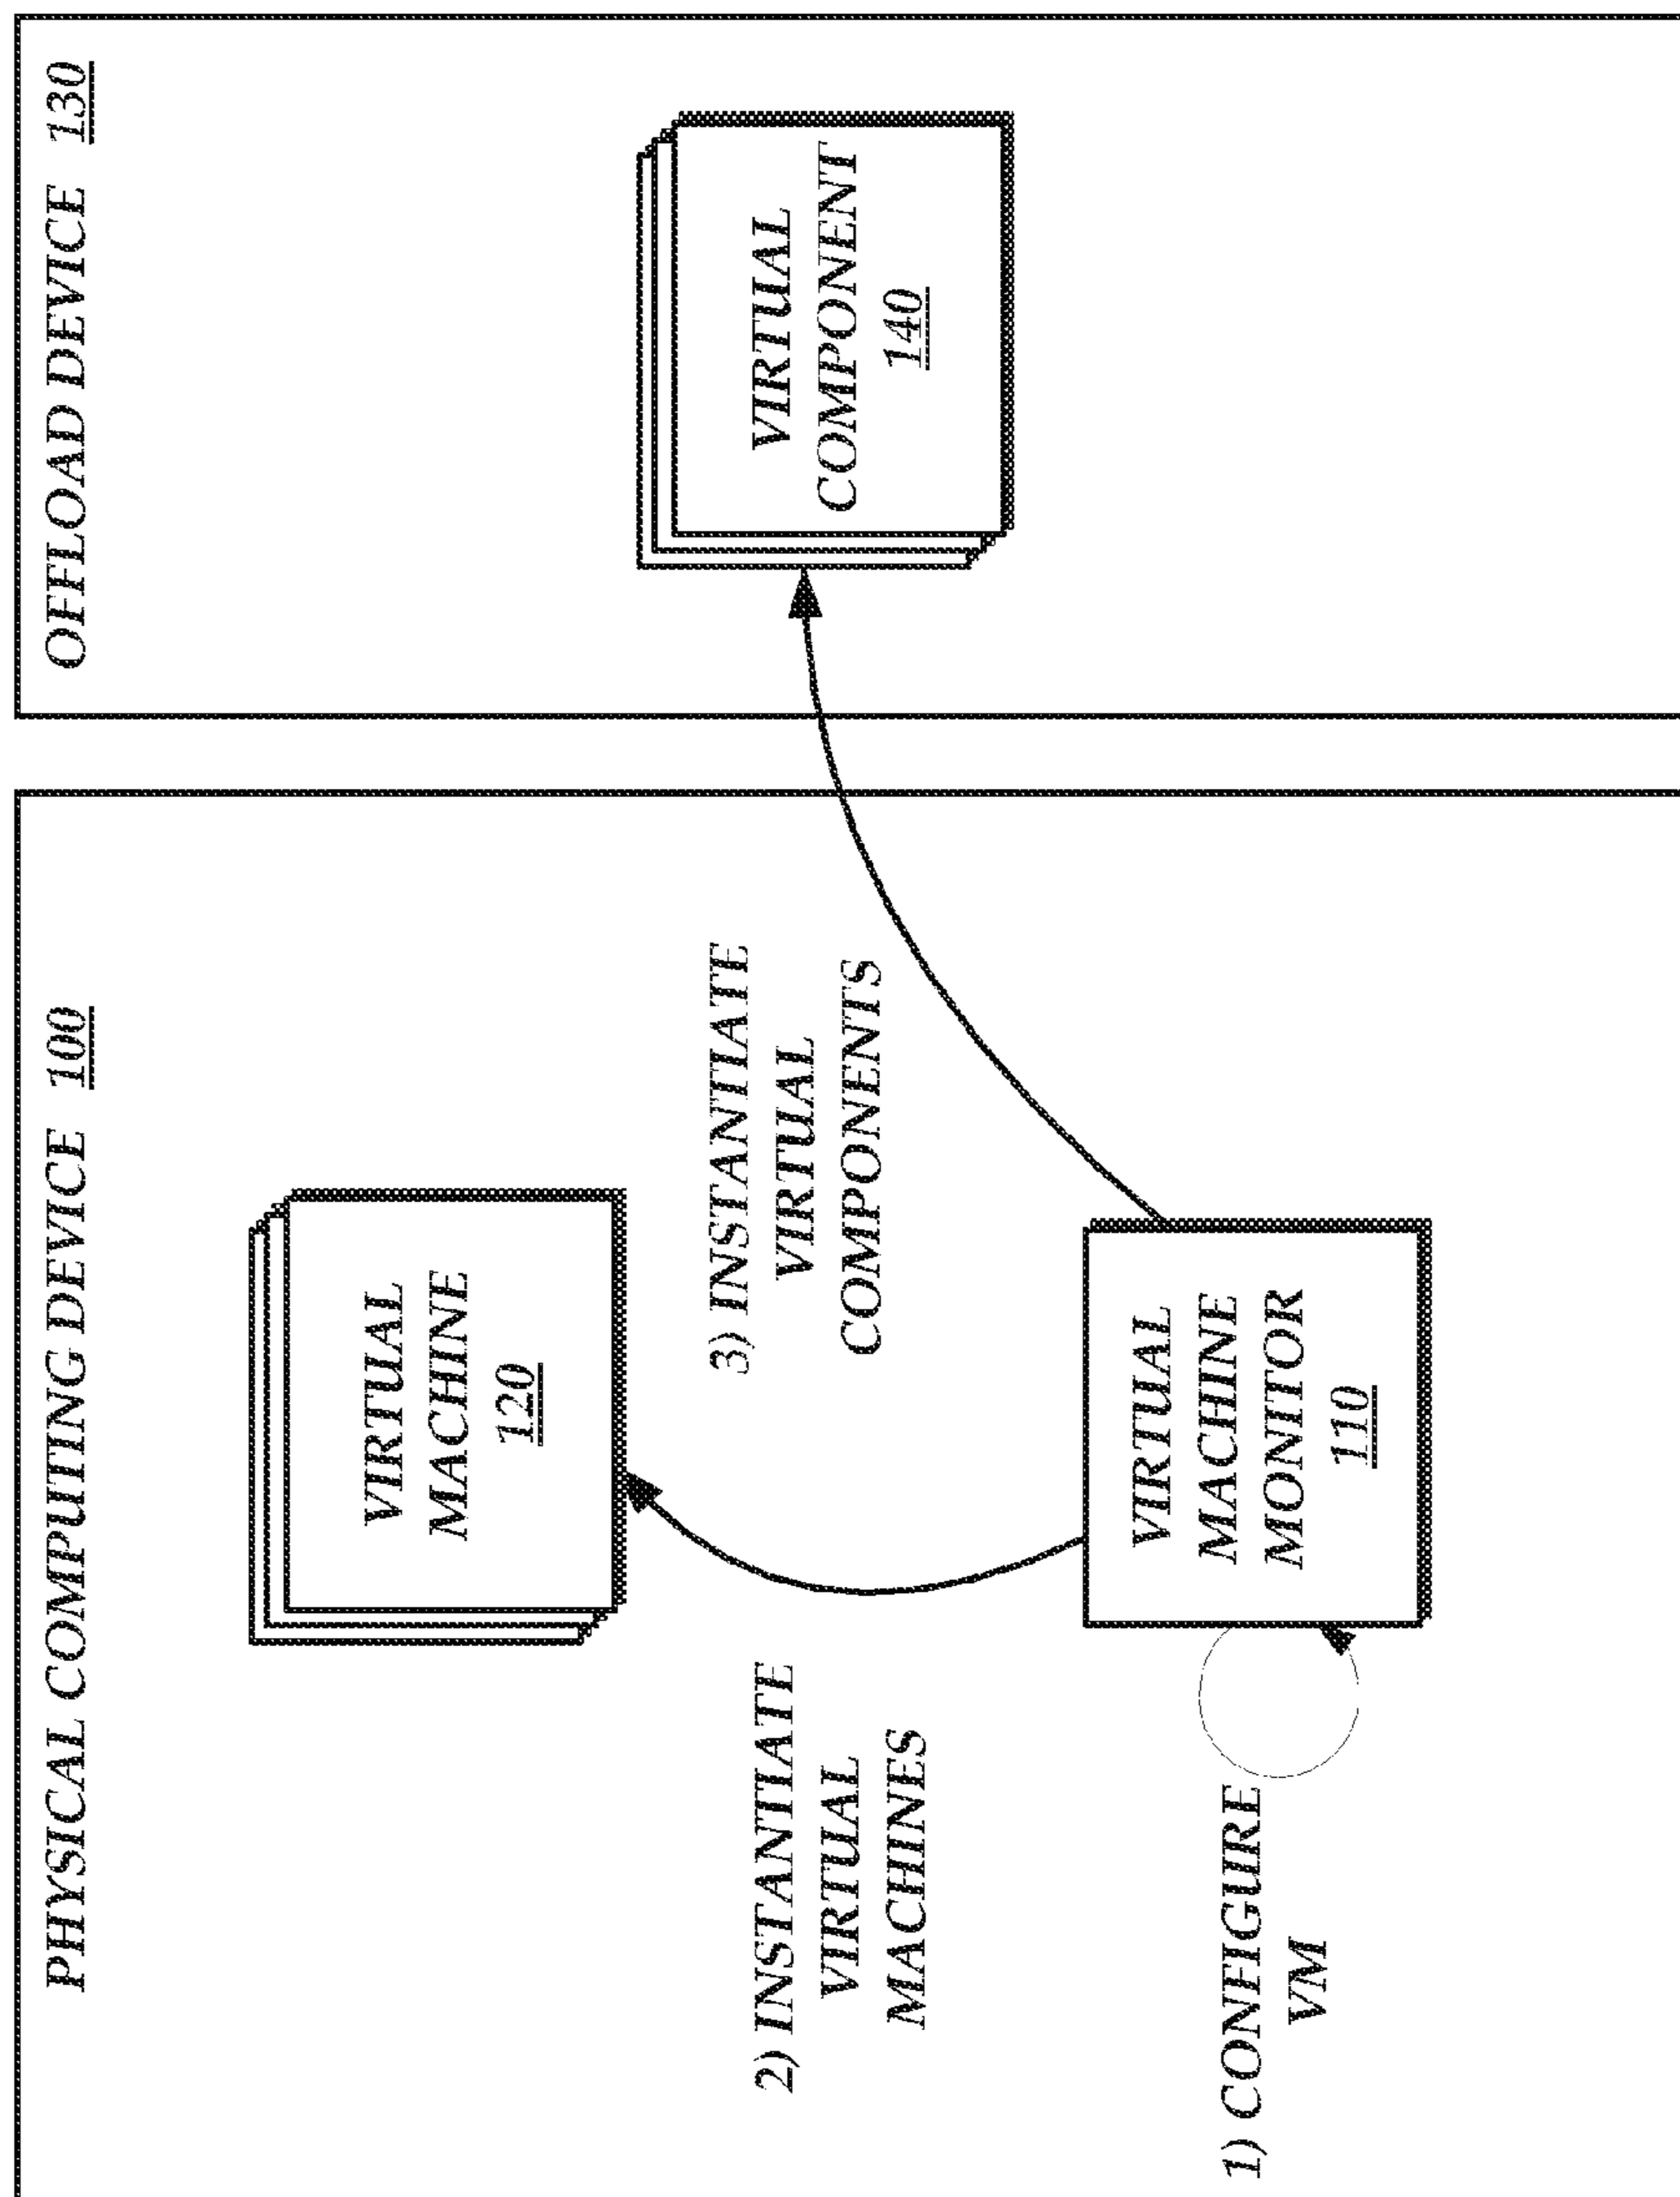 PHYSICAL COMPUTING DEVICE 100
VIRTUAL
MACHINE
120
2) INSTANTIATE
VIRTUAL
MACHINES
3) INSTANTIATE
VIRTUAL
COMPONENTS
1) CONFIGURE
VM
VIRTUAL
MACHINE
MONITOR
110
OFFLOAD DEVICE 130
VIRTUAL
COMPONENT
140